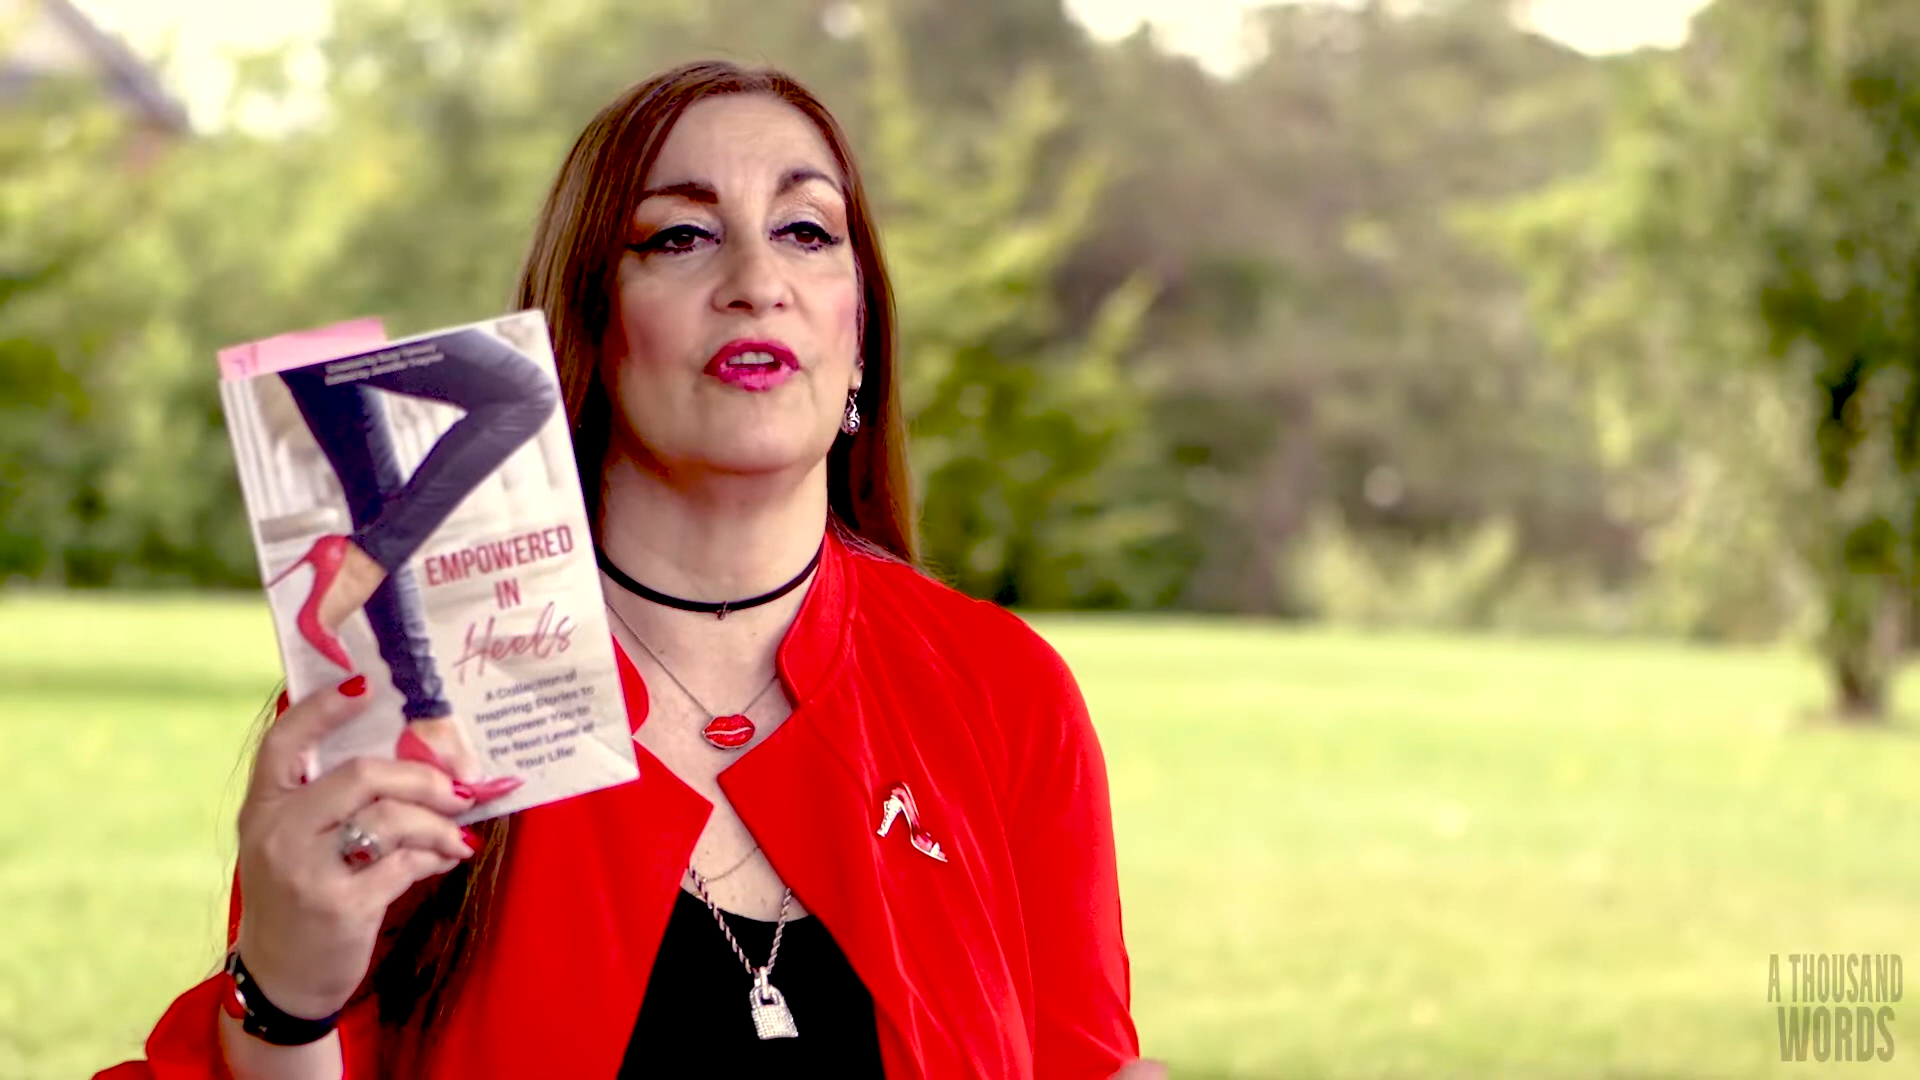 EMPOWERED
IN
Heels
A Collection of
Inspiring Stories to
Empower You to
The Next Level of
Your Life!
A THOUSAND
WORDS